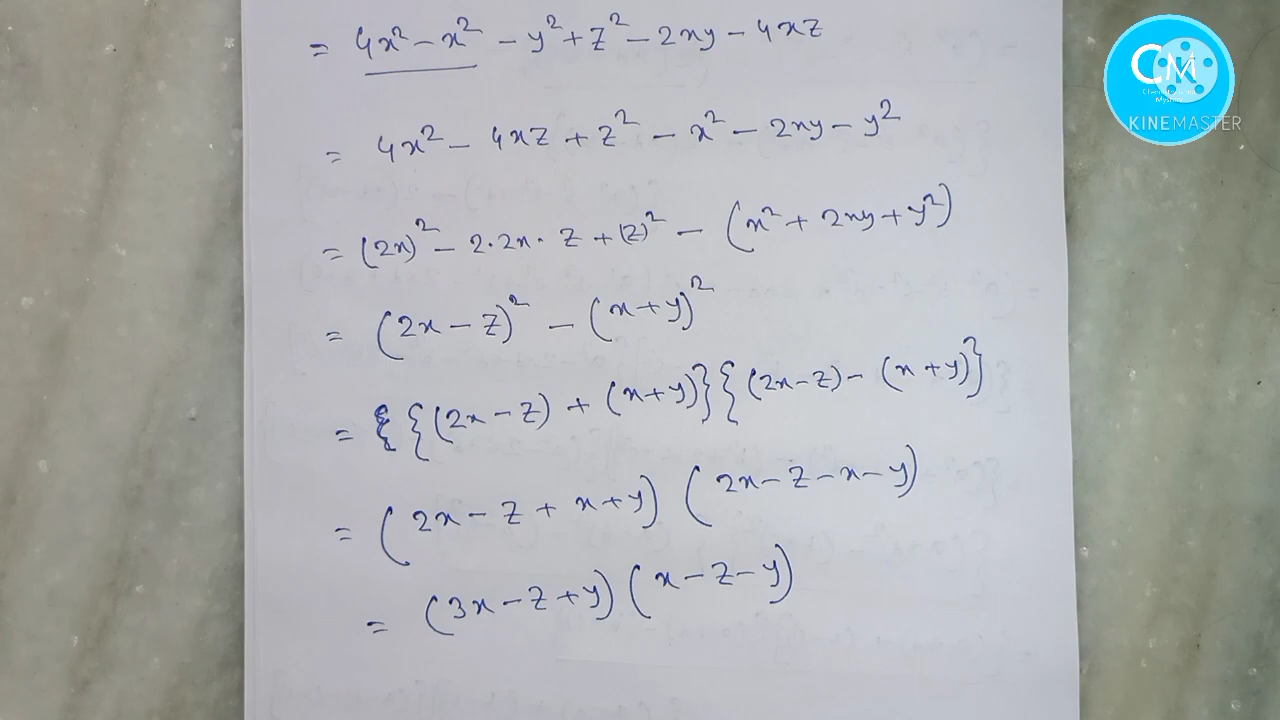 = 4x² - x² - y² + z² - 2xy - 4xz
= 4x² - 4xz + z² - x² - 2xy - y²
= (2x)² - 2·2x· z + (z)² - (x² + 2xy + y²)
= (2x - z)² - (x + y)²
= {(2x - z) + (x+y)}{(2x-z) - (x + y)}
= (2x - z + x + y) (2x - z - x - y)
= (3x - z + y) (x - z - y)
CM
KINEMASTER